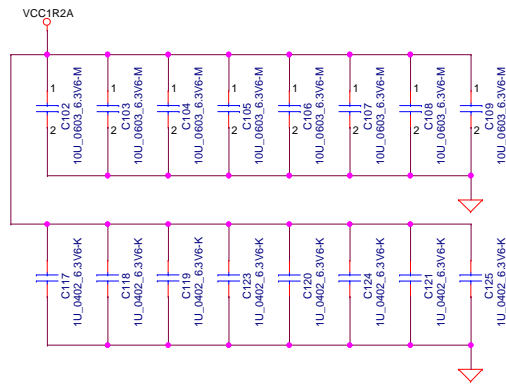 VCC1R2A
1 1 1 1 1 1 1 1
2 2 2 2 2 2 2 2
C102
10U_0603_6.3V6-M
C103
10U_0603_6.3V6-M
C104
10U_0603_6.3V6-M
C105
10U_0603_6.3V6-M
C106
10U_0603_6.3V6-M
C107
10U_0603_6.3V6-M
C108
10U_0603_6.3V6-M
C109
10U_0603_6.3V6-M
C117
1U_0402_6.3V6-K
C118
1U_0402_6.3V6-K
C119
1U_0402_6.3V6-K
C123
1U_0402_6.3V6-K
C120
1U_0402_6.3V6-K
C124
1U_0402_6.3V6-K
C121
1U_0402_6.3V6-K
C125
1U_0402_6.3V6-K